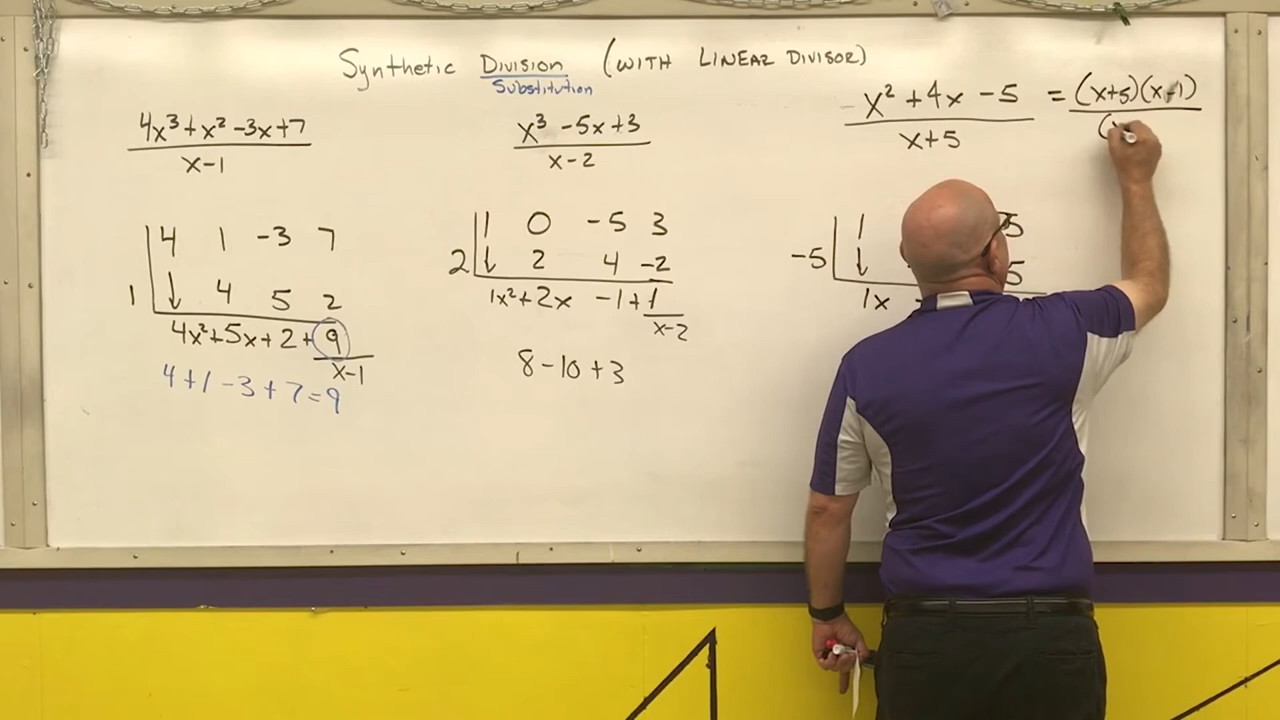 Synthetic Division (WITH LINEAR DIVISOR)
Substitution
4x³ + x² - 3x + 7
x - 1
4 1 -3 7
1 ↓ 4 5 2
4x² + 5x + 2 + 9
x - 1
4 + 1 - 3 + 7 = 9
x³ - 5x + 3
x - 2
1 0 -5 3
2 ↓ 2 4 -2
1x² + 2x - 1 + 1
x - 2
8 - 10 + 3
x² + 4x - 5 = (x+5)(x-1)
x + 5 (x
1 5
-5 ↓ 5
1x